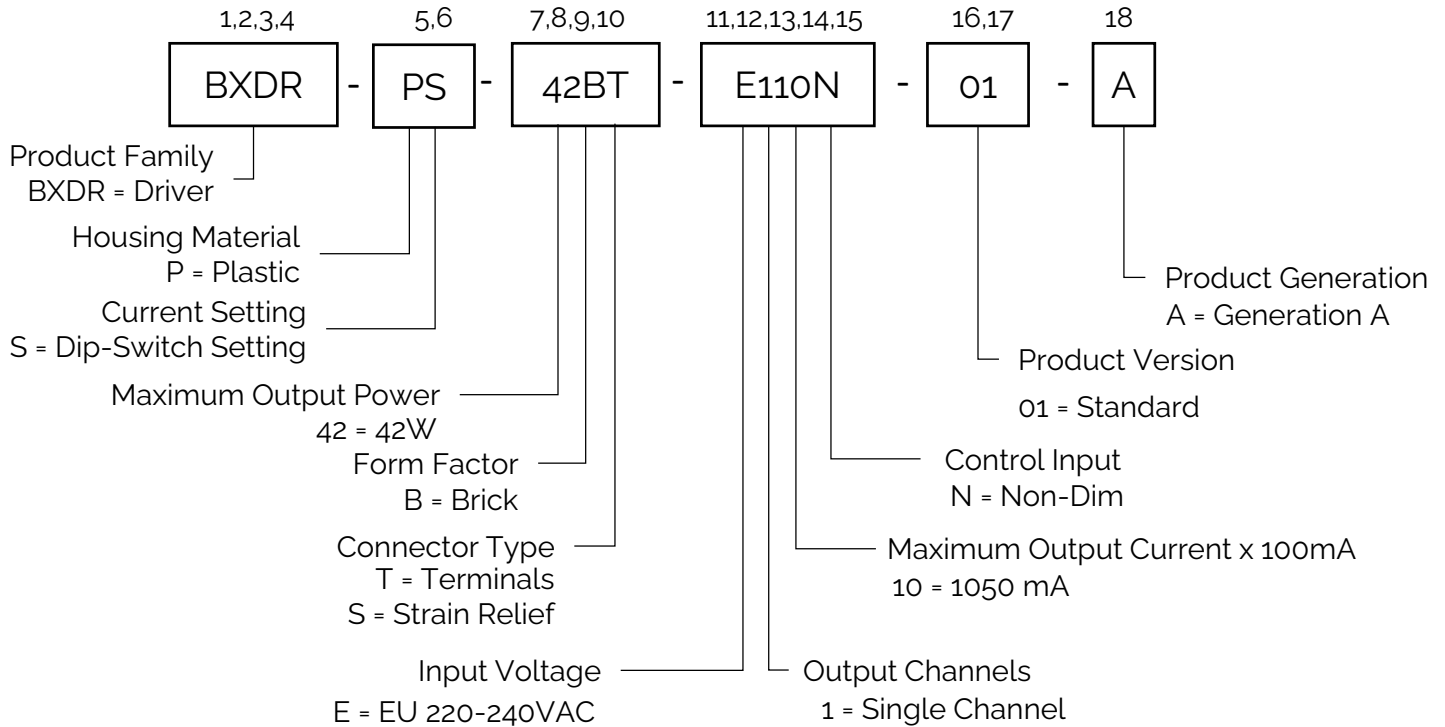 1,2,3,4 5,6 7,8,9,10 11,12,13,14,15 16,17 18
BXDR - PS - 42BT - E110N - 01 - A
Product Family
BXDR = Driver
Housing Material
P = Plastic
Current Setting
S = Dip-Switch Setting
Maximum Output Power
42 = 42W
Form Factor
B = Brick
Connector Type
T = Terminals
S = Strain Relief
Input Voltage
E = EU 220-240VAC
Output Channels
1 = Single Channel
Maximum Output Current x 100mA
10 = 1050 mA
Control Input
N = Non-Dim
Product Version
01 = Standard
Product Generation
A = Generation A